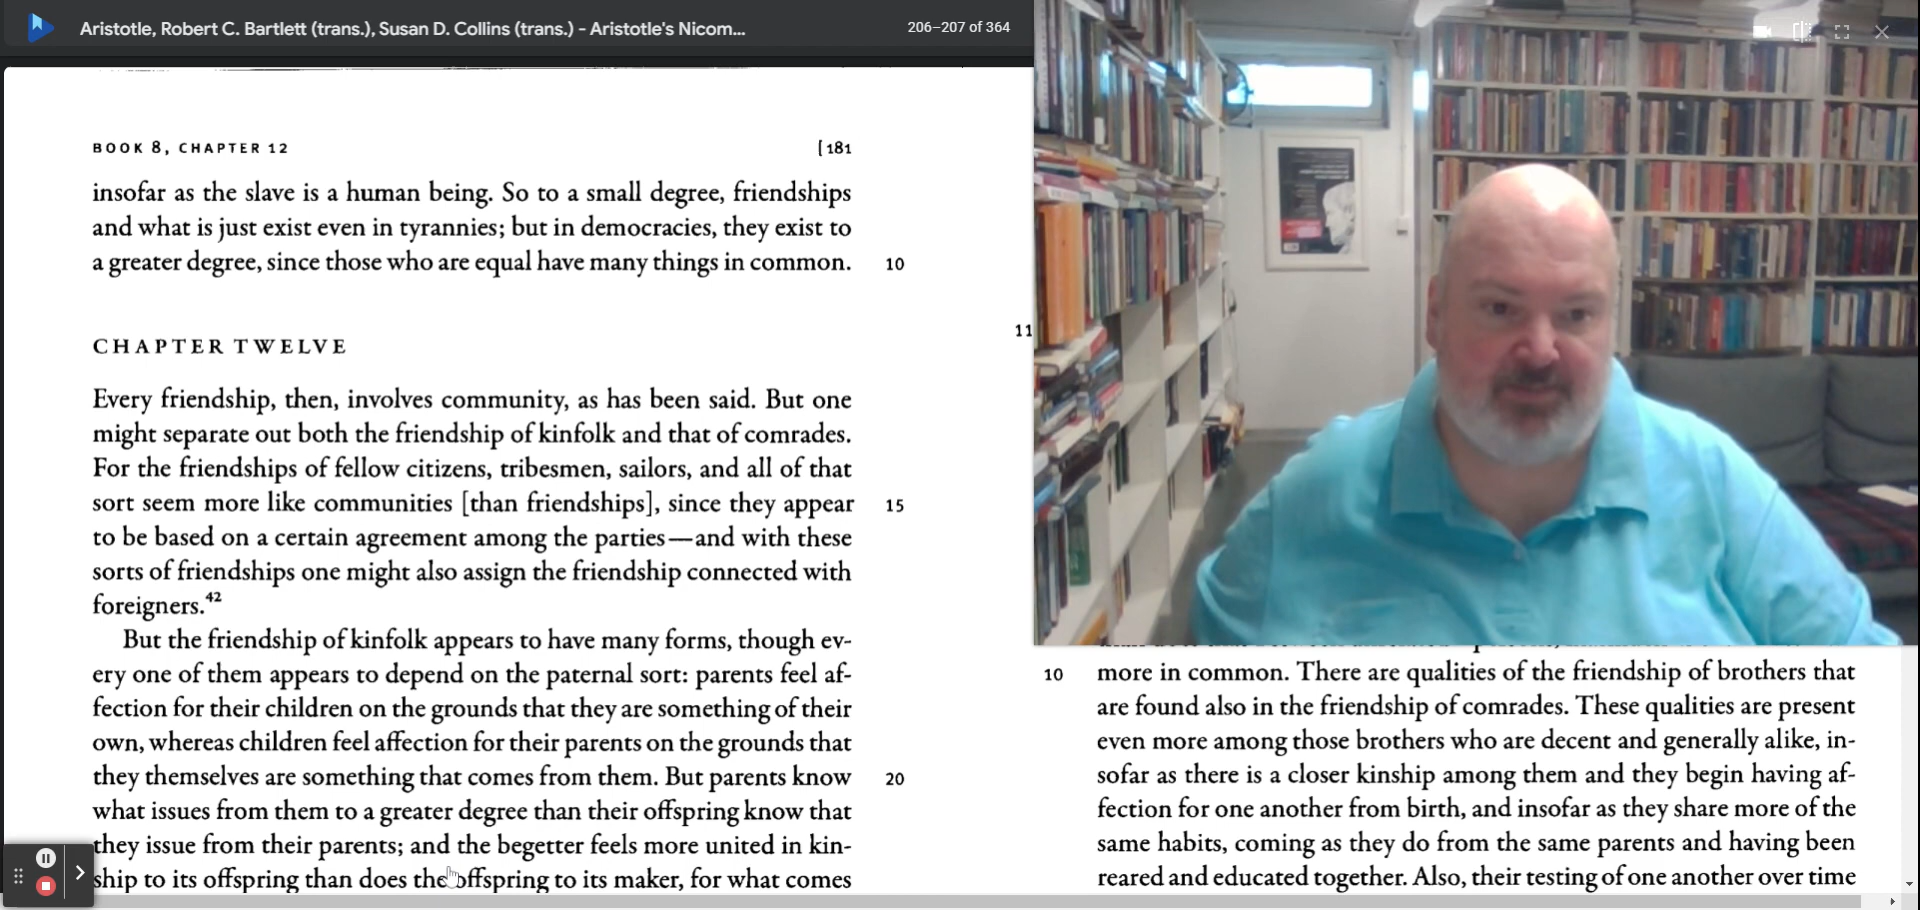 Aristotle, Robert C. Bartlett (trans.), Susan D. Collins (trans.) - Aristotle's Nicom...
206–207 of 364
BOOK 8, CHAPTER 12
[ 181
insofar as the slave is a human being. So to a small degree, friendships
and what is just exist even in tyrannies; but in democracies, they exist to
a greater degree, since those who are equal have many things in common.
10
CHAPTER TWELVE
Every friendship, then, involves community, as has been said. But one
might separate out both the friendship of kinfolk and that of comrades.
For the friendships of fellow citizens, tribesmen, sailors, and all of that
sort seem more like communities [than friendships], since they appear
15
to be based on a certain agreement among the parties—and with these
sorts of friendships one might also assign the friendship connected with
foreigners.42
But the friendship of kinfolk appears to have many forms, though ev-
ery one of them appears to depend on the paternal sort: parents feel af-
fection for their children on the grounds that they are something of their
own, whereas children feel affection for their parents on the grounds that
they themselves are something that comes from them. But parents know
20
what issues from them to a greater degree than their offspring know that
they issue from their parents; and the begetter feels more united in kin-
ship to its offspring than does the offspring to its maker, for what comes
11
10
more in common. There are qualities of the friendship of brothers that
are found also in the friendship of comrades. These qualities are present
even more among those brothers who are decent and generally alike, in-
sofar as there is a closer kinship among them and they begin having af-
fection for one another from birth, and insofar as they share more of the
same habits, coming as they do from the same parents and having been
reared and educated together. Also, their testing of one another over time